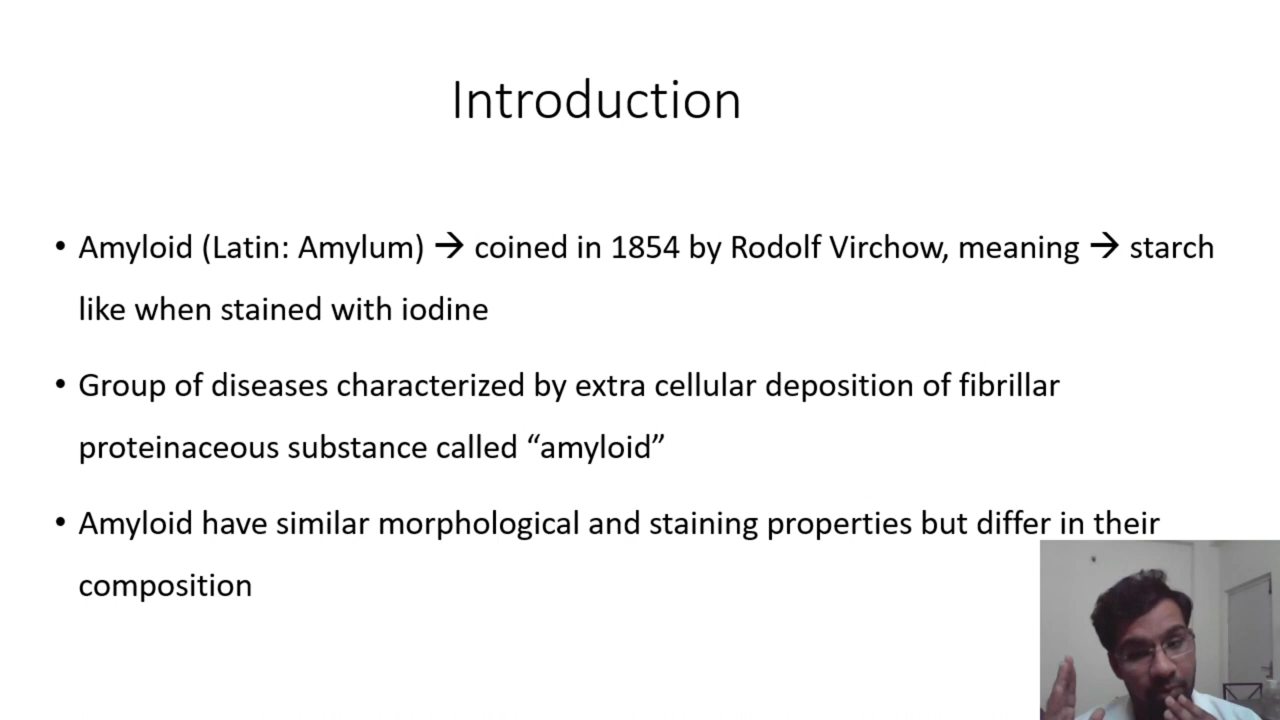 Introduction
• Amyloid (Latin: Amylum) → coined in 1854 by Rodolf Virchow, meaning → starch
like when stained with iodine
• Group of diseases characterized by extra cellular deposition of fibrillar
proteinaceous substance called “amyloid”
• Amyloid have similar morphological and staining properties but differ in their
composition